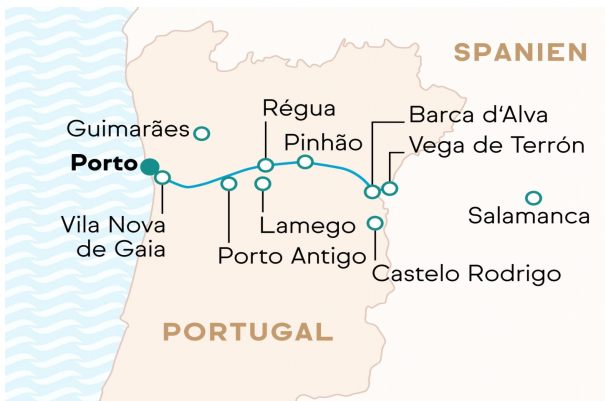 SPANIEN
Régua
Barca d'Alva
Guimarães
Pinhão
Vega de Terrón
Porto
Vila Nova
de Gaia
Lamego
Salamanca
Porto Antigo
Castelo Rodrigo
PORTUGAL